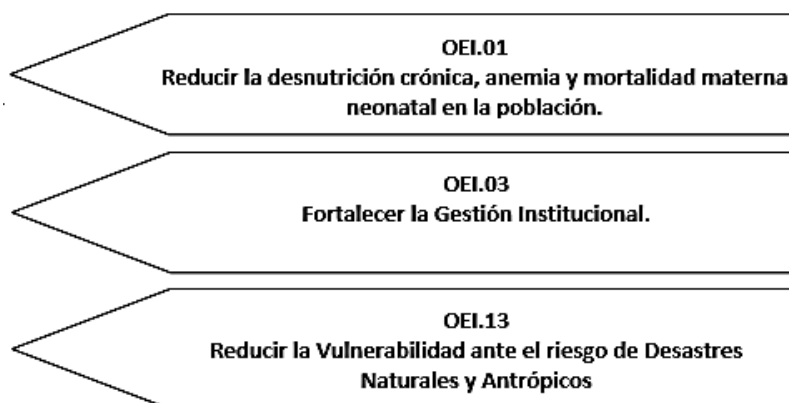 OEI.01
Reducir la desnutrición crónica, anemia y mortalidad materna
neonatal en la población.
OEI.03
Fortalecer la Gestión Institucional.
OEI.13
Reducir la Vulnerabilidad ante el riesgo de Desastres
Naturales y Antrópicos